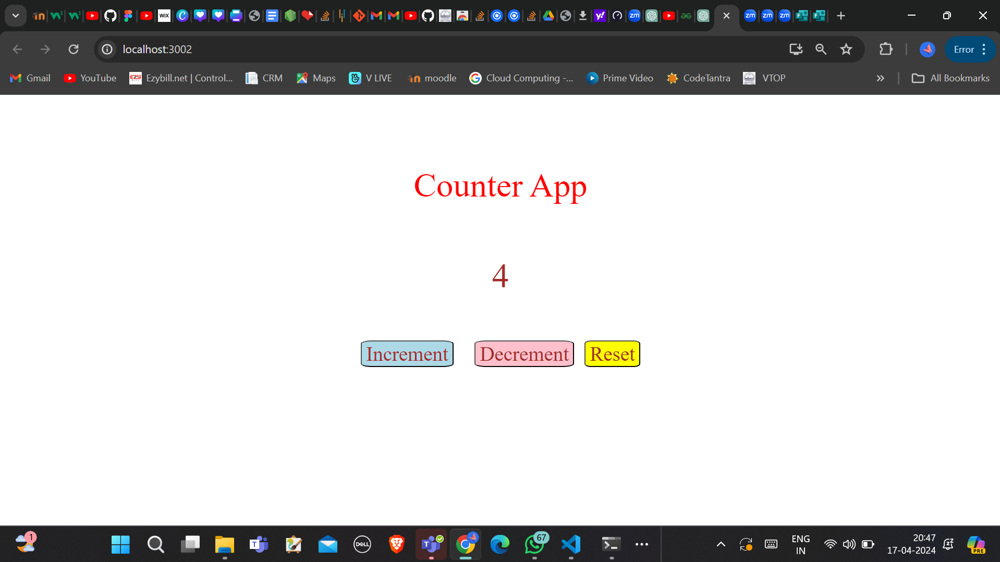 localhost:3002
Error
Gmail
YouTube
Ezybill.net | Control...
CRM
Maps
V LIVE
moodle
Cloud Computing -...
Prime Video
CodeTantra
VTOP
All Bookmarks
Counter App
4
Increment
Decrement
Reset
1
DELL
67
ENG
IN
20:47
17-04-2024
PRE